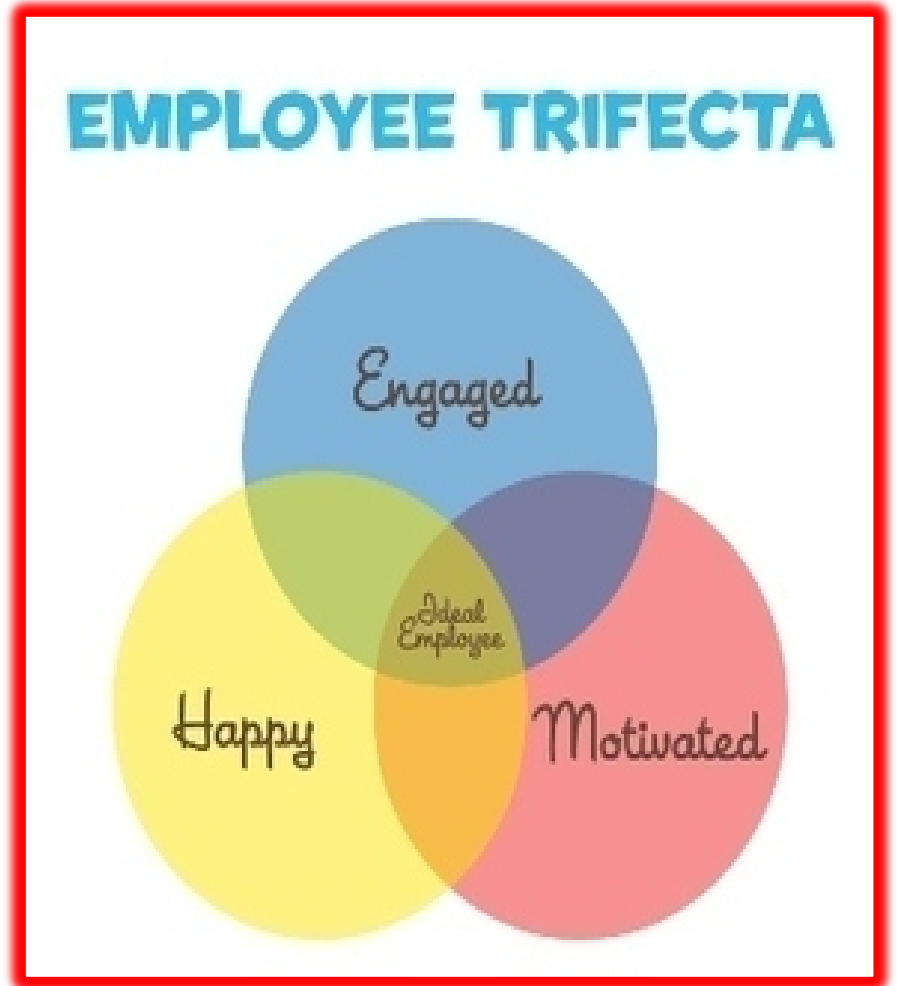 EMPLOYEE TRIFECTA
Engaged
Ideal
Employee
Happy
Motivated